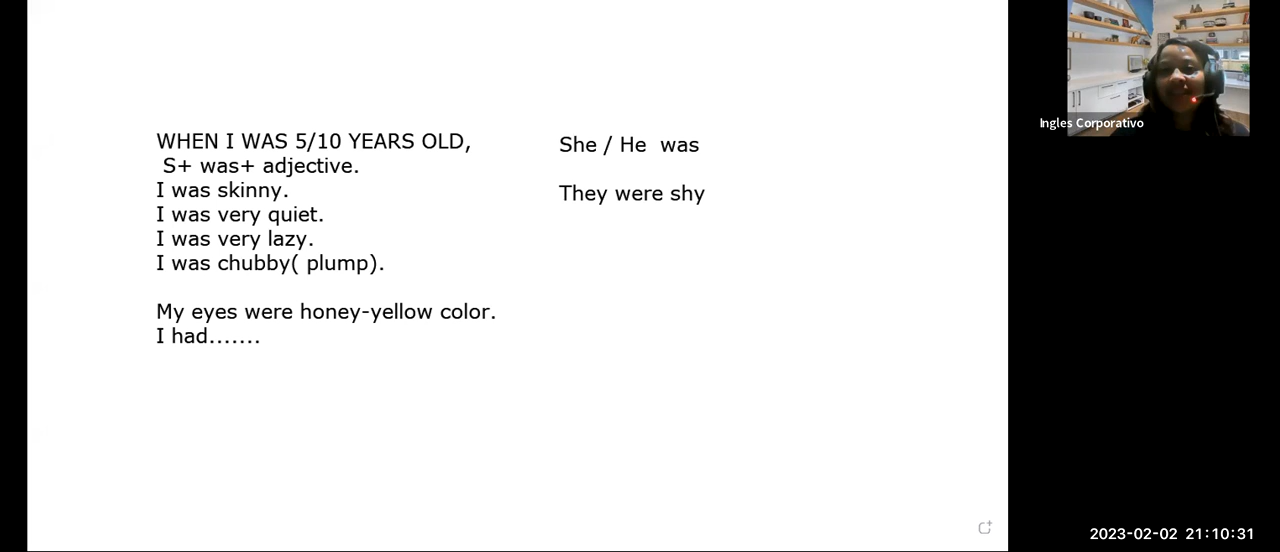 WHEN I WAS 5/10 YEARS OLD,
S+ was+ adjective.
I was skinny.
I was very quiet.
I was very lazy.
I was chubby( plump).
My eyes were honey-yellow color.
I had.......
She / He  was
They were shy
Ingles Corporativo
2023-02-02 21:10:31